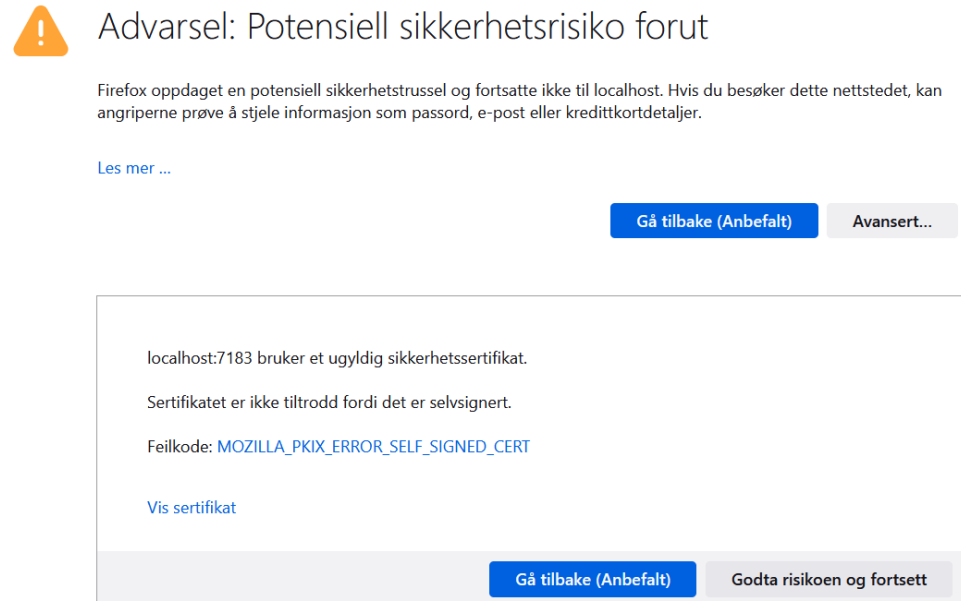 Advarsel: Potensiell sikkerhetsrisiko forut
Firefox oppdaget en potensiell sikkerhetstrussel og fortsatte ikke til localhost. Hvis du besøker dette nettstedet, kan
angriperne prøve å stjele informasjon som passord, e-post eller kredittkortdetaljer.
Les mer ...
Gå tilbake (Anbefalt)
Avansert...
localhost:7183 bruker et ugyldig sikkerhetssertifikat.
Sertifikatet er ikke tiltrodd fordi det er selvsignert.
Feilkode: MOZILLA_PKIX_ERROR_SELF_SIGNED_CERT
Vis sertifikat
Gå tilbake (Anbefalt)
Godta risikoen og fortsett